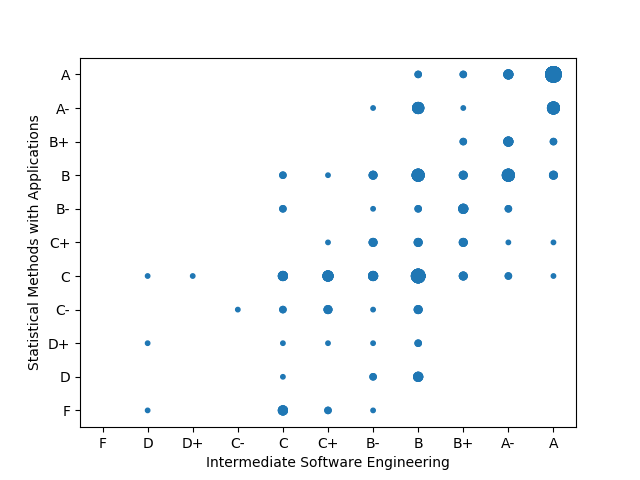 A
A-
B+
B
B-
C+
C
C-
D+
D
F
Statistical Methods with Applications
F D D+ C- C C+ B- B B+ A- A
Intermediate Software Engineering